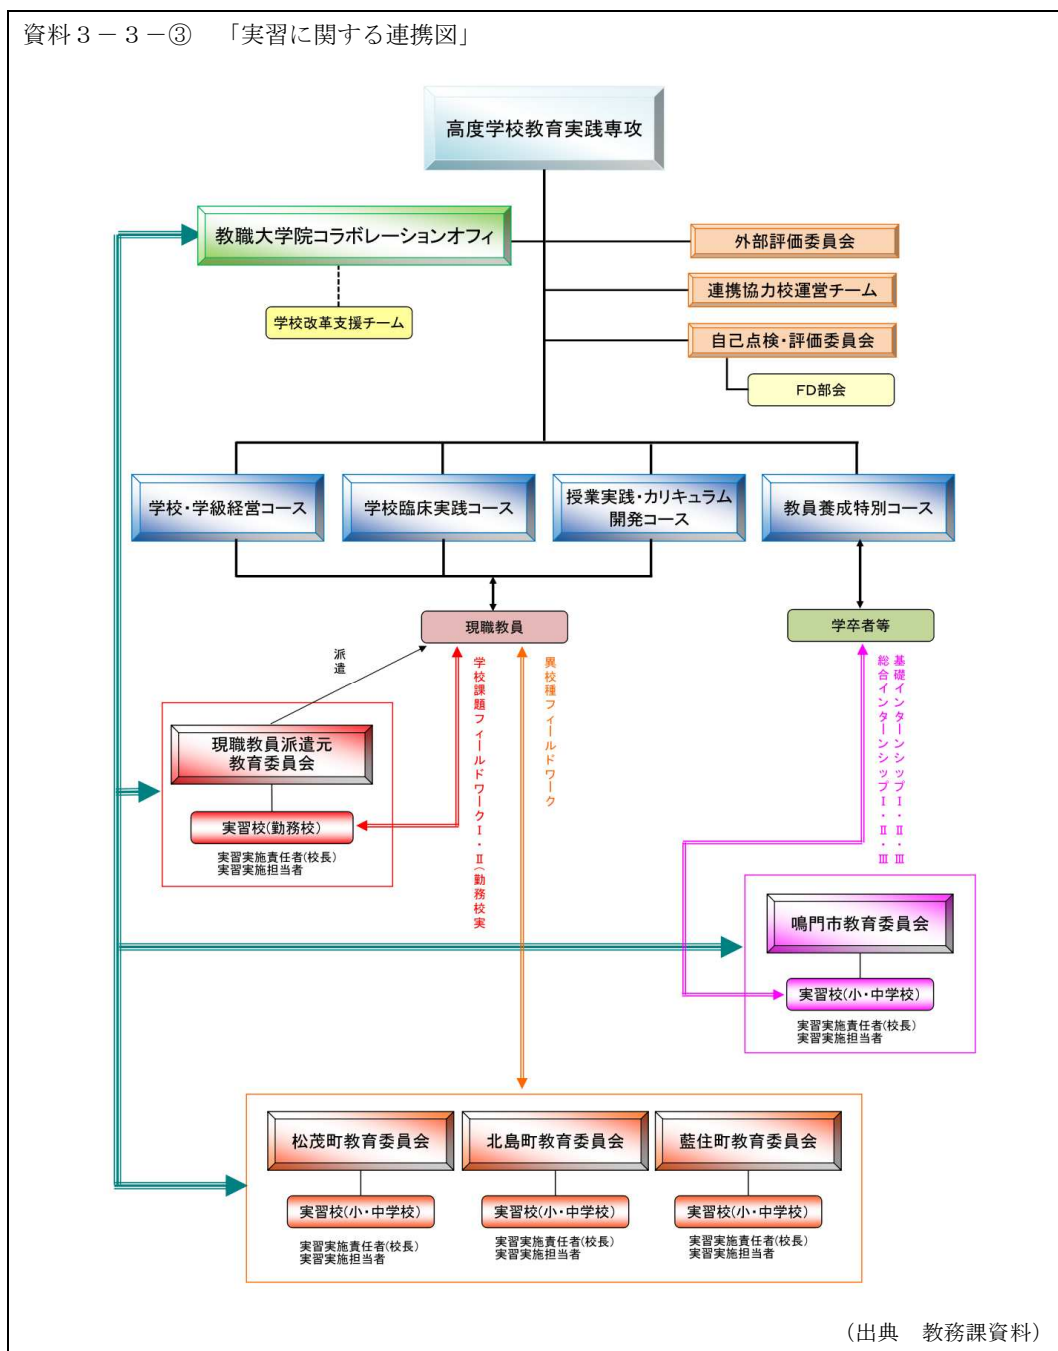 資料３－３－③　「実習に関する連携図」
高度学校教育実践専攻
教職大学院コラボレーションオフィ
外部評価委員会
連携協力校運営チーム
学校改革支援チーム
自己点検・評価委員会
FD部会
学校・学級経営コース
学校臨床実践コース
授業実践・カリキュラム
開発コース
教員養成特別コース
現職教員
学卒者等
派遣
学校課題フィールドワークⅠ・Ⅱ（勤務校実
異校種フィールドワーク
基礎インターンシップⅠ・Ⅱ・Ⅲ
総合インターンシップⅠ・Ⅱ・Ⅲ
現職教員派遣元
教育委員会
実習校(勤務校)
実習実施責任者(校長)
実習実施担当者
鳴門市教育委員会
実習校(小・中学校)
実習実施責任者(校長)
実習実施担当者
松茂町教育委員会
実習校(小・中学校)
実習実施責任者(校長)
実習実施担当者
北島町教育委員会
実習校(小・中学校)
実習実施責任者(校長)
実習実施担当者
藍住町教育委員会
実習校(小・中学校)
実習実施責任者(校長)
実習実施担当者
（出典　教務課資料）